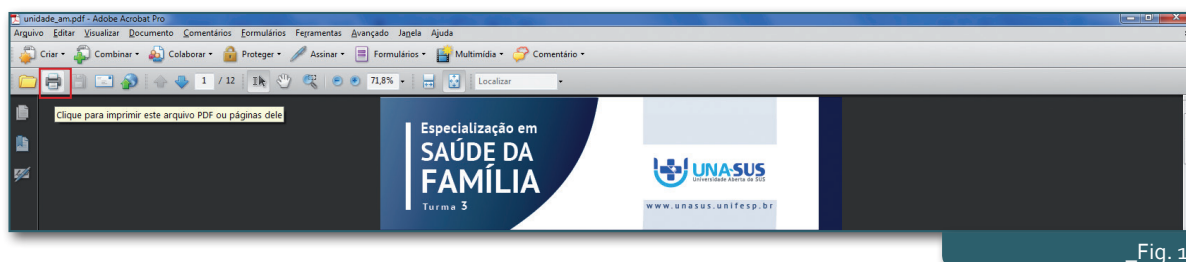 unidade_am.pdf - Adobe Acrobat Pro
Arquivo Editar Visualizar Documento Comentários Formulários Ferramentas Avançado Janela Ajuda
Criar Combinar Colaborar Proteger Assinar Formulários Multimídia Comentário
1 / 12 71,8% Localizar
Clique para imprimir este arquivo PDF ou páginas dele
Especialização em
SAÚDE DA
FAMÍLIA
Turma 3
UNA-SUS
Universidade Aberta do SUS
www.unasus.unifesp.br
_Fig. 1